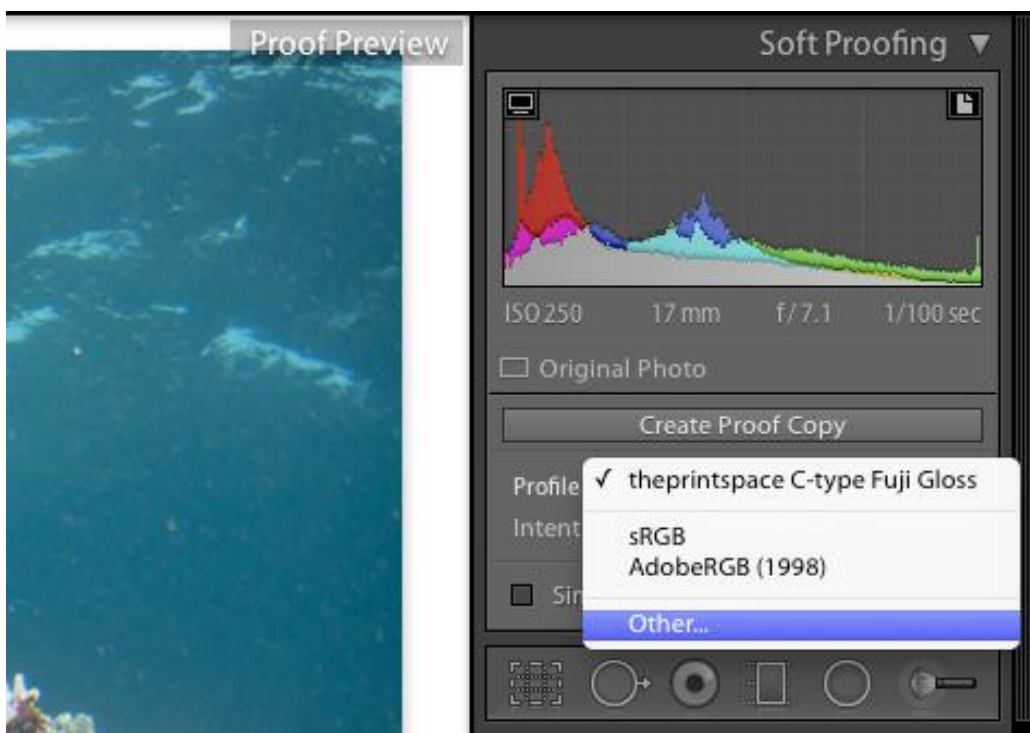 Proof Preview
Soft Proofing
ISO 250 17 mm f/7.1 1/100 sec
Original Photo
Create Proof Copy
Profile
✓ theprintspace C-type Fuji Gloss
Intent
sRGB
AdobeRGB (1998)
Other...